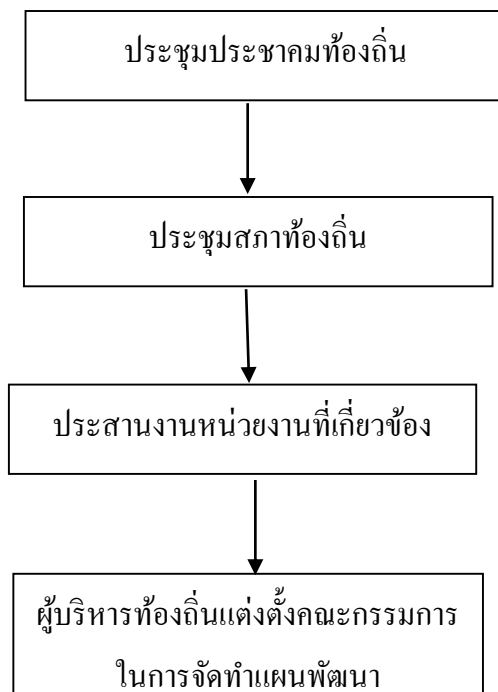 ประชุมประชาคมท้องถิ่น
ประชุมสภาท้องถิ่น
ประสานงานหน่วยงานที่เกี่ยวข้อง
ผู้บริหารท้องถิ่นแต่งตั้งคณะกรรมการ
ในการจัดทำแผนพัฒนา